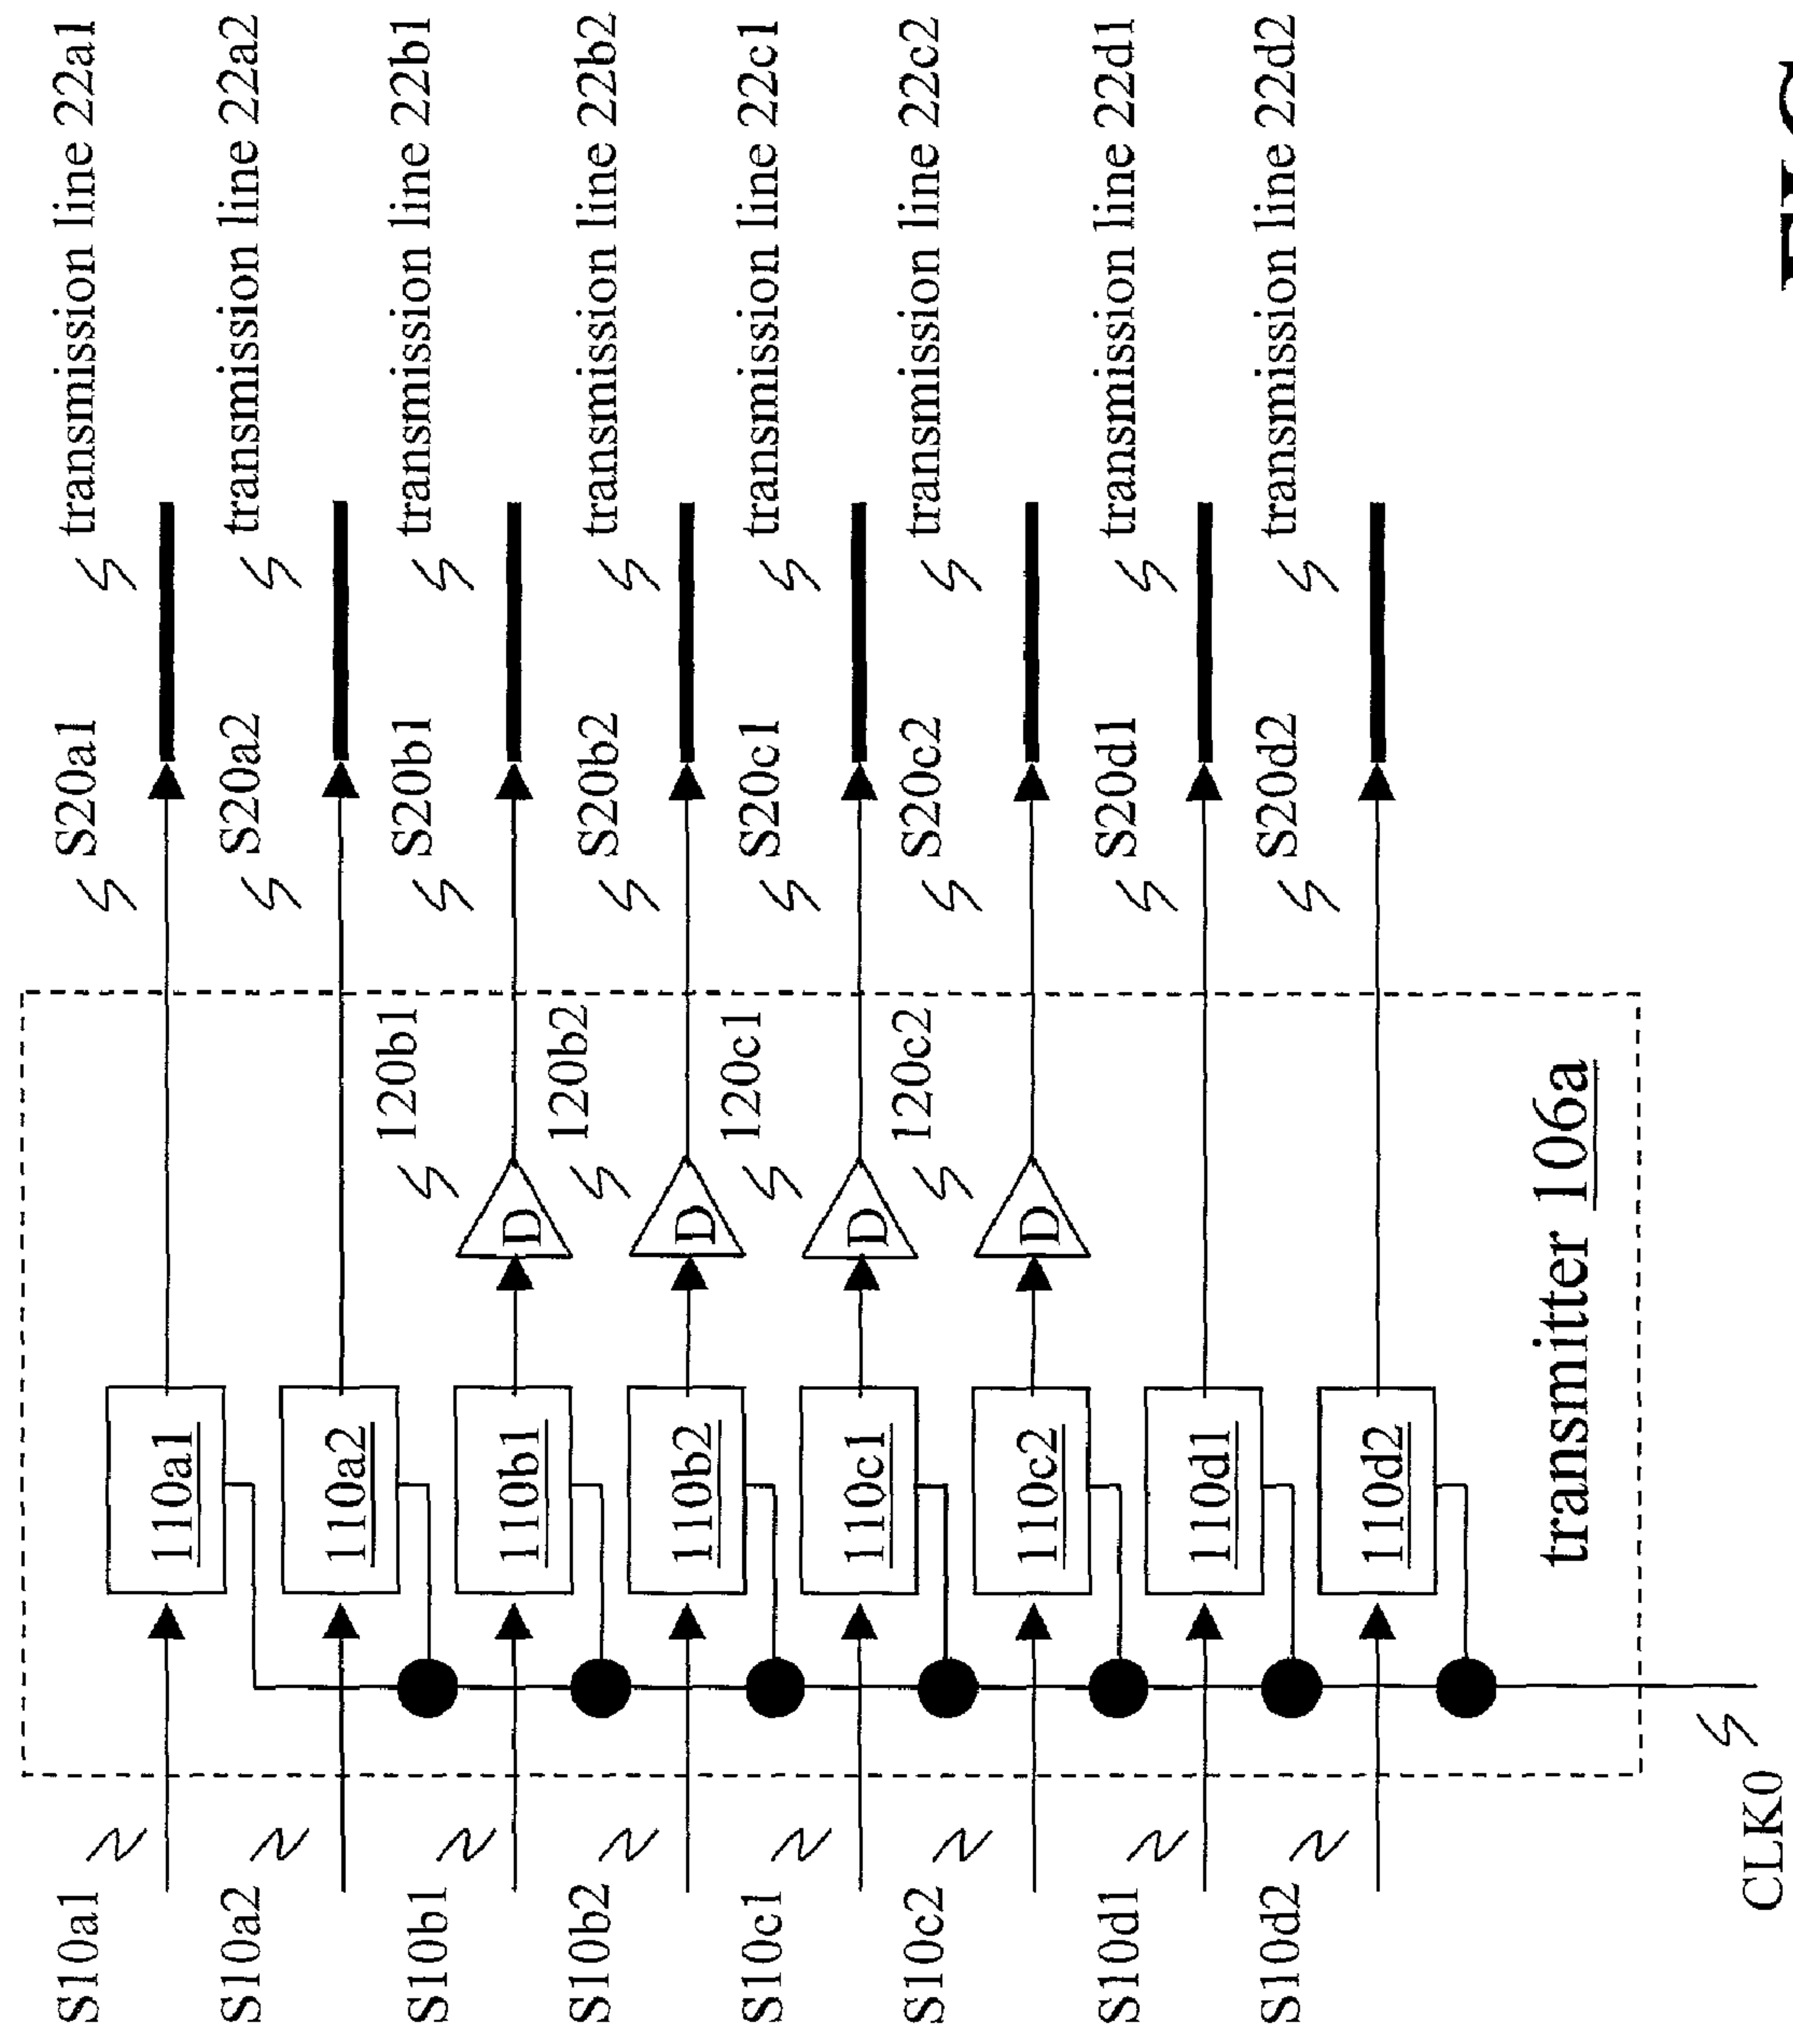 S10a1
S20a1
transmission line 22a1
110a1
S10a2
S20a2
transmission line 22a2
110a2
S10b1
120b1
S20b1
transmission line 22b1
110b1
D
S10b2
120b2
S20b2
transmission line 22b2
110b2
D
S10c1
120c1
S20c1
transmission line 22c1
110c1
D
S10c2
120c2
S20c2
transmission line 22c2
110c2
D
S10d1
S20d1
transmission line 22d1
110d1
S10d2
S20d2
transmission line 22d2
110d2
transmitter 106a
CLK0